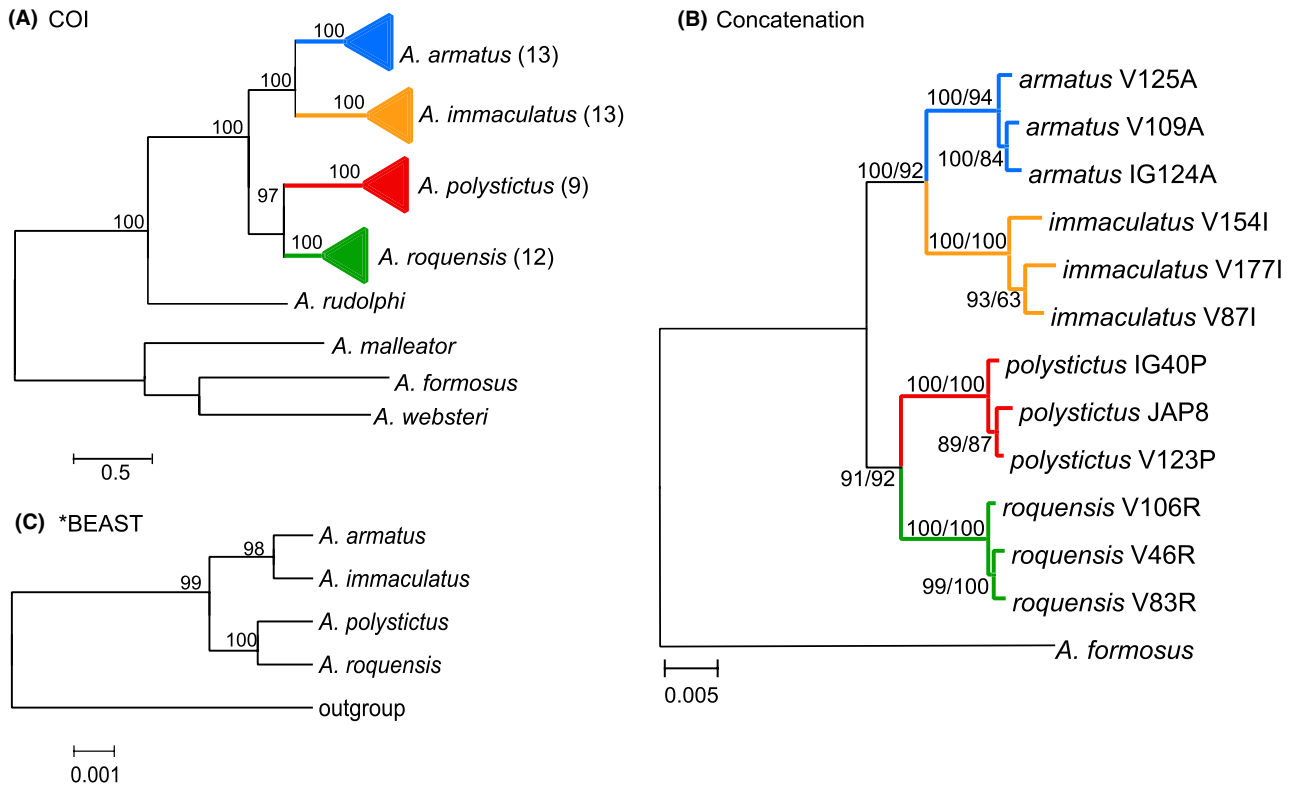 (A) COI
100
A. armatus (13)
100
100
A. immaculatus (13)
100
100
A. polystictus (9)
97
100
A. roquensis (12)
100
A. rudolphi
A. malleator
A. formosus
A. websteri
0.5
(B) Concatenation
armatus V125A
100/94
armatus V109A
100/84
armatus IG124A
100/92
immaculatus V154I
100/100
immaculatus V177I
93/63
immaculatus V87I
polystictus IG40P
100/100
polystictus JAP8
89/87
polystictus V123P
91/92
roquensis V106R
100/100
roquensis V46R
99/100
roquensis V83R
A. formosus
0.005
(C) *BEAST
A. armatus
98
A. immaculatus
99
A. polystictus
100
A. roquensis
outgroup
0.001